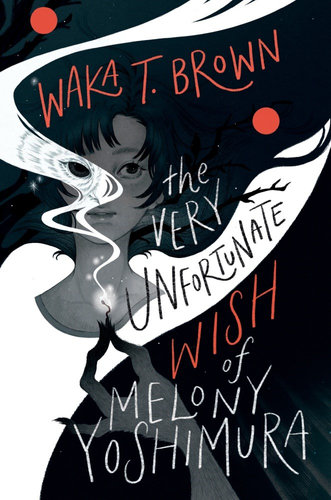 WAKA T. BROWN
the
VERY
UNFORTUNATE
WISH
of
MELONY
YOSHIMURA